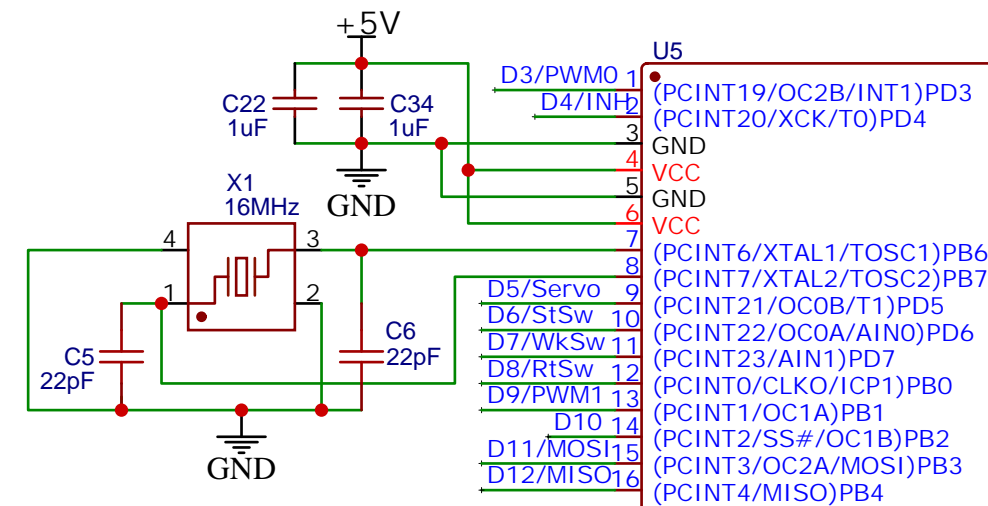 +5V
U5
C22
1uF
C34
1uF
GND
X1
16MHz
4
3
1
2
C5
22pF
C6
22pF
GND
D3/PWM0 1 (PCINT19/OC2B/INT1)PD3
D4/INH 2 (PCINT20/XCK/T0)PD4
3 GND
4 VCC
5 GND
6 VCC
7 (PCINT6/XTAL1/TOSC1)PB6
8 (PCINT7/XTAL2/TOSC2)PB7
D5/Servo 9 (PCINT21/OC0B/T1)PD5
D6/StSw 10 (PCINT22/OC0A/AIN0)PD6
D7/WkSw 11 (PCINT23/AIN1)PD7
D8/RtSw 12 (PCINT0/CLKO/ICP1)PB0
D9/PWM1 13 (PCINT1/OC1A)PB1
D10 14 (PCINT2/SS#/OC1B)PB2
D11/MOSI 15 (PCINT3/OC2A/MOSI)PB3
D12/MISO 16 (PCINT4/MISO)PB4